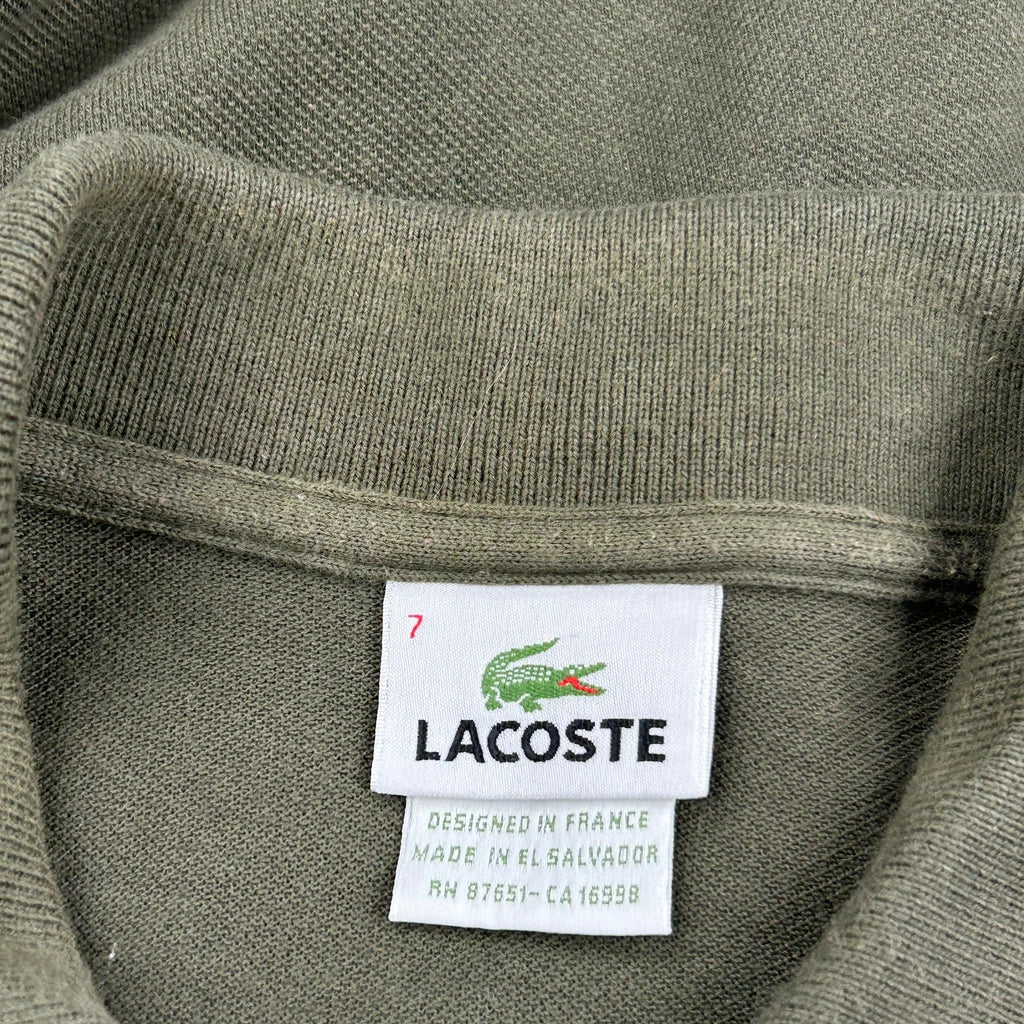 7
LACOSTE
DESIGNED IN FRANCE
MADE IN EL SALVADOR
RN 87651-CA 16998